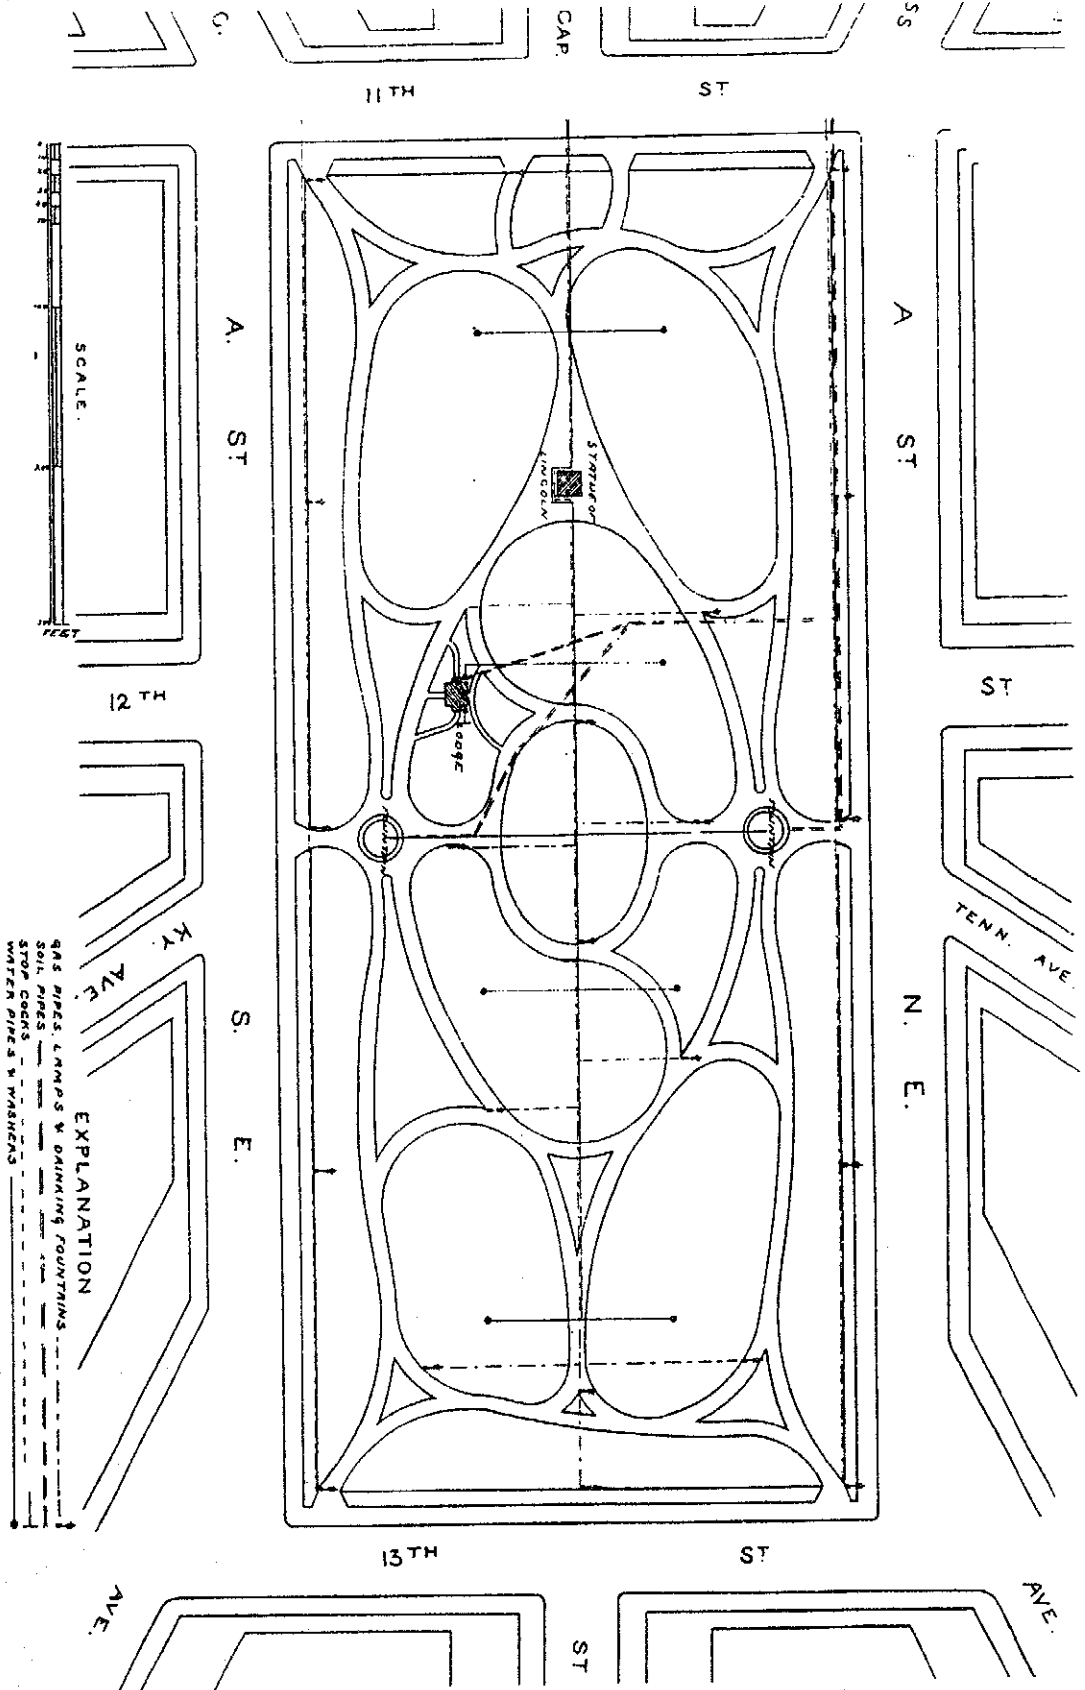 C.
CAP.
SS
11TH
ST
A. ST.
A ST.
SCALE.
FEET
STATUE OF
LINCOLN
12TH
ST
LODGE
FOUNTAIN
FOUNTAIN
KY. AVE.
TENN. AVE
S. E.
N. E.
EXPLANATION
GAS PIPES, LAMPS & DRINKING FOUNTAINS
SOIL PIPES
STOP COCKS
WATER PIPES & WASHERS
13TH
ST
AVE.
ST
AVE.